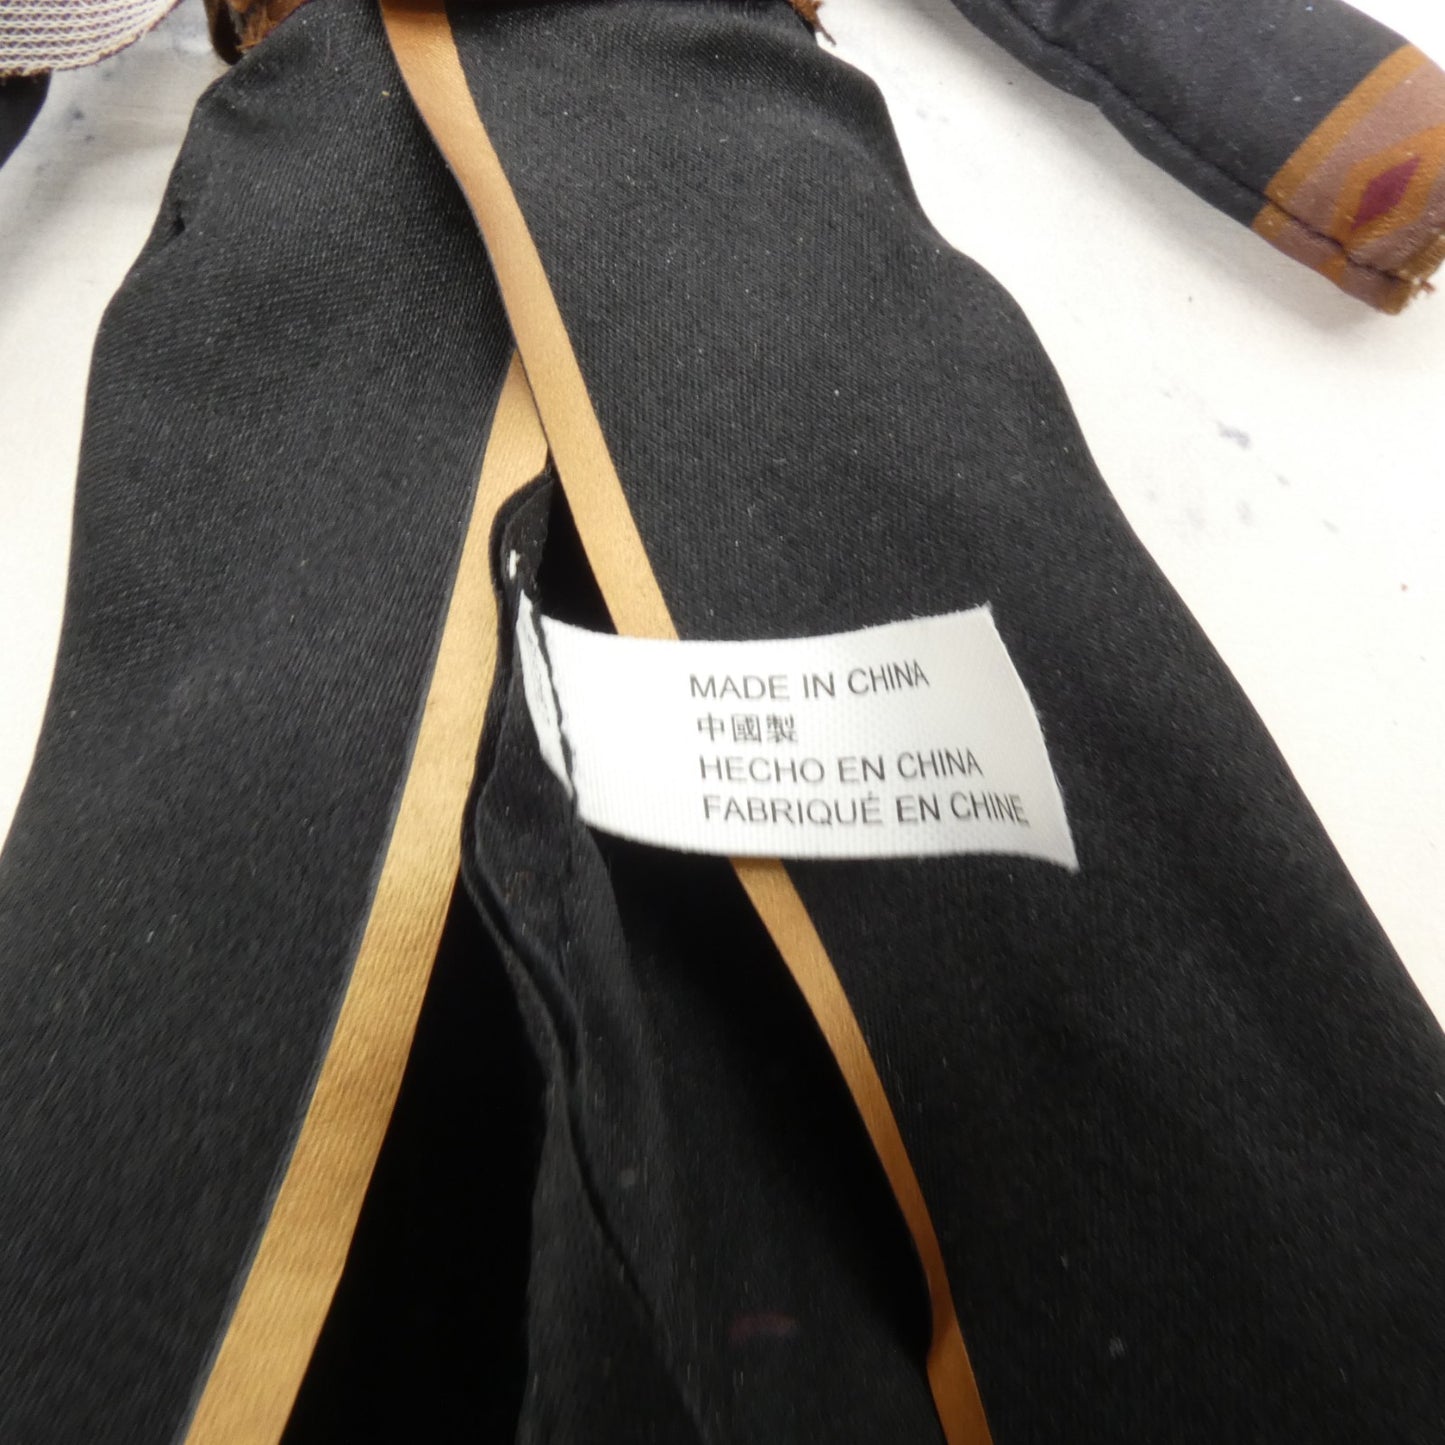 MADE IN CHINA
中國製
HECHO EN CHINA
FABRIQUÉ EN CHINE